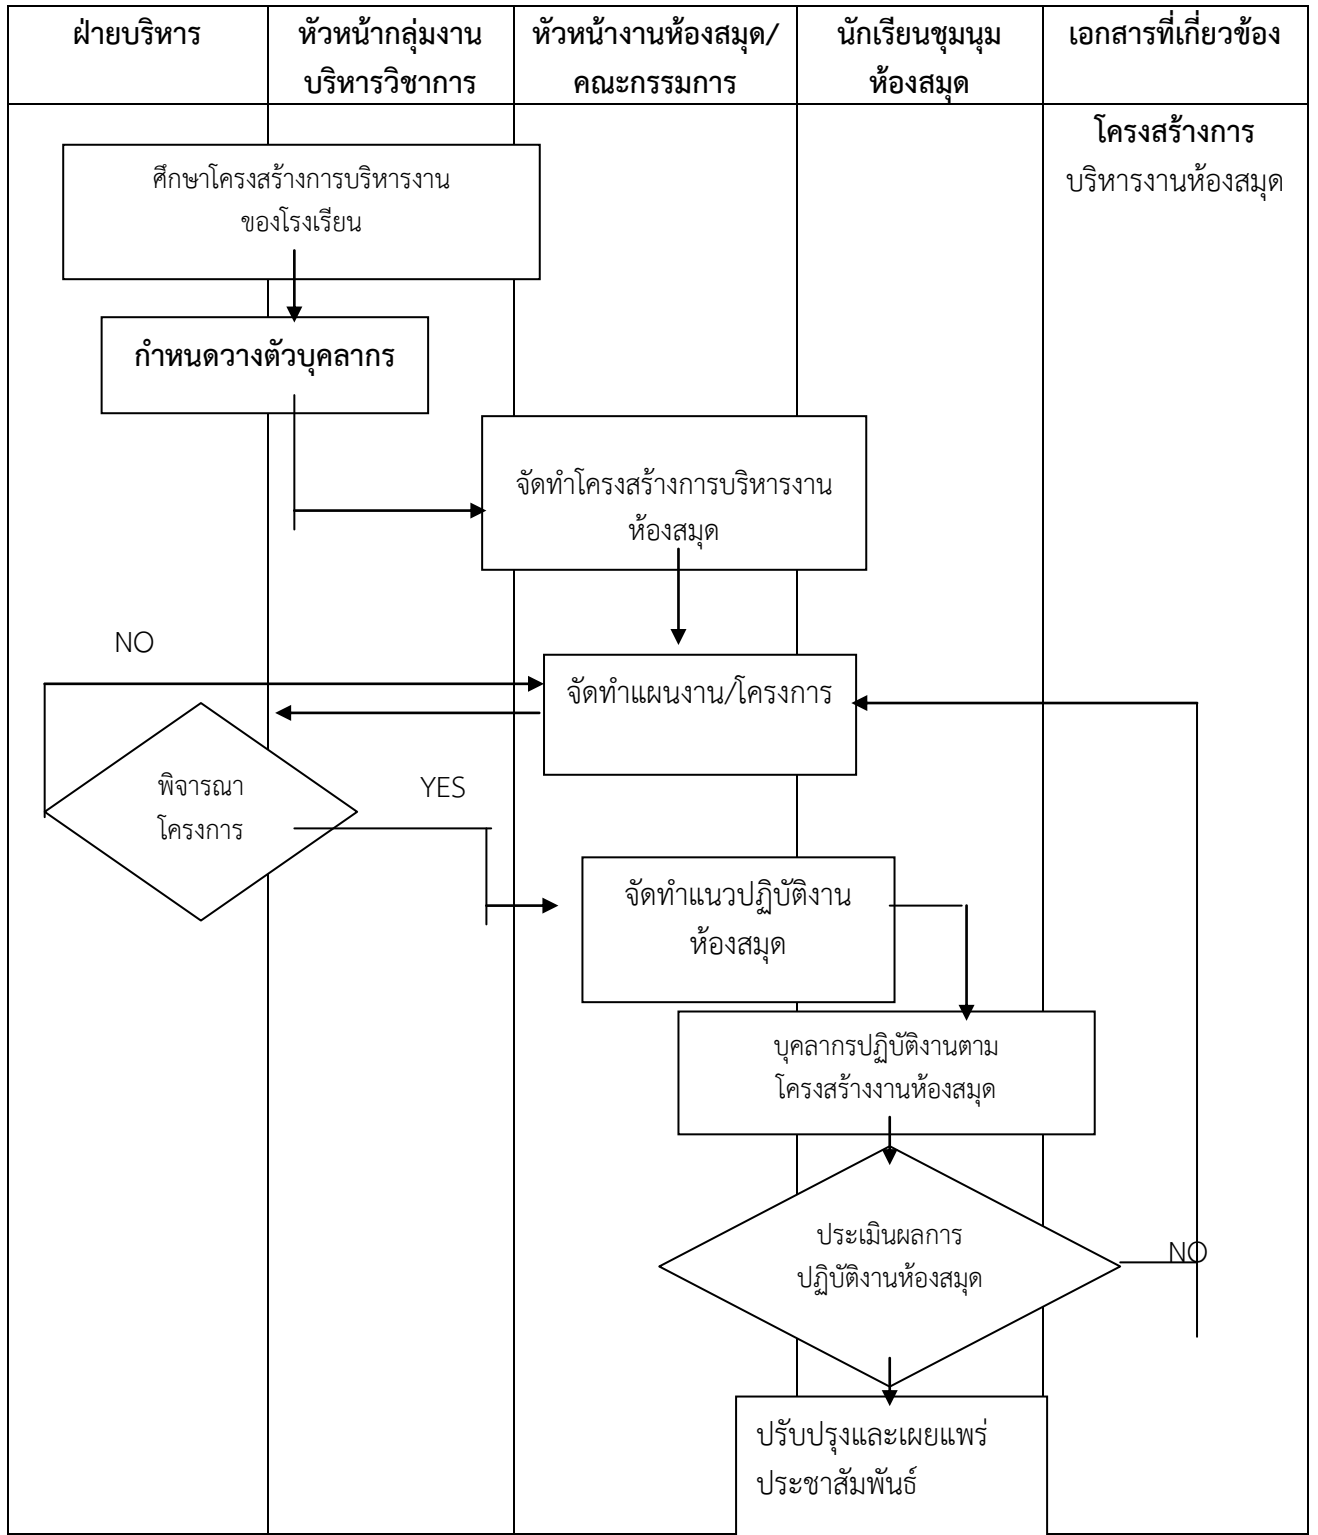 ฝ่ายบริหาร
หัวหน้ากลุ่มงาน
บริหารวิชาการ
หัวหน้างานห้องสมุด/
คณะกรรมการ
นักเรียนชุมนุม
ห้องสมุด
เอกสารที่เกี่ยวข้อง
โครงสร้างการ
บริหารงานห้องสมุด
ศึกษาโครงสร้างการบริหารงาน
ของโรงเรียน
กำหนดวางตัวบุคลากร
จัดทำโครงสร้างการบริหารงาน
ห้องสมุด
NO
จัดทำแผนงาน/โครงการ
พิจารณา
โครงการ
YES
จัดทำแนวปฏิบัติงาน
ห้องสมุด
บุคลากรปฏิบัติงานตาม
โครงสร้างงานห้องสมุด
ประเมินผลการ
ปฏิบัติงานห้องสมุด
NO
ปรับปรุงและเผยแพร่
ประชาสัมพันธ์